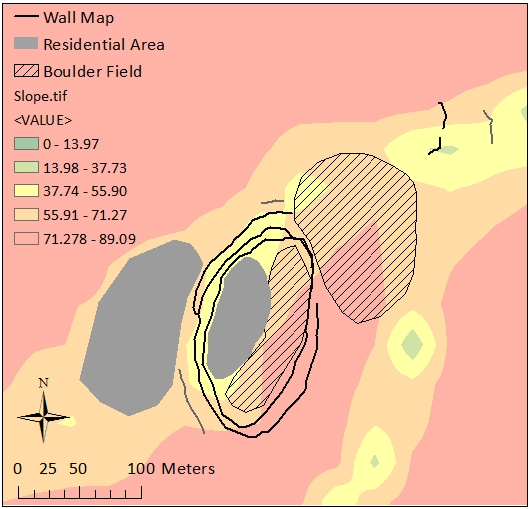 Wall Map
Residential Area
Boulder Field
Slope.tif
<VALUE>
0 - 13.97
13.98 - 37.73
37.74 - 55.90
55.91 - 71.27
71.278 - 89.09
N
0 25 50 100 Meters